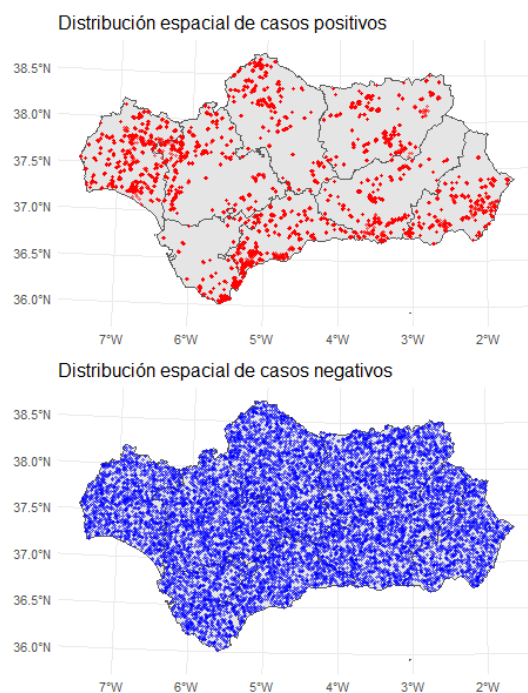 Distribución espacial de casos positivos
38.5°N
38.0°N
37.5°N
37.0°N
36.5°N
36.0°N
7°W 6°W 5°W 4°W 3°W 2°W
Distribución espacial de casos negativos
38.5°N
38.0°N
37.5°N
37.0°N
36.5°N
36.0°N
7°W 6°W 5°W 4°W 3°W 2°W